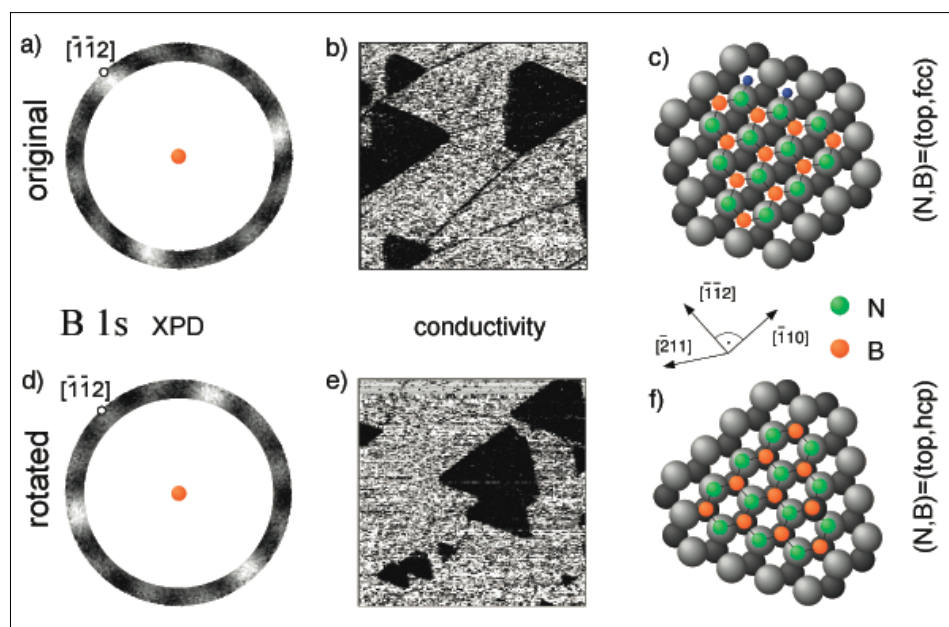 a)
[1̄1̄2]
original
b)
c)
(N,B)=(top,fcc)
B 1s XPD
conductivity
[1̄1̄2]
[2̄11]
[1̄10]
N
B
d)
[1̄1̄2]
rotated
e)
f)
(N,B)=(top,hcp)